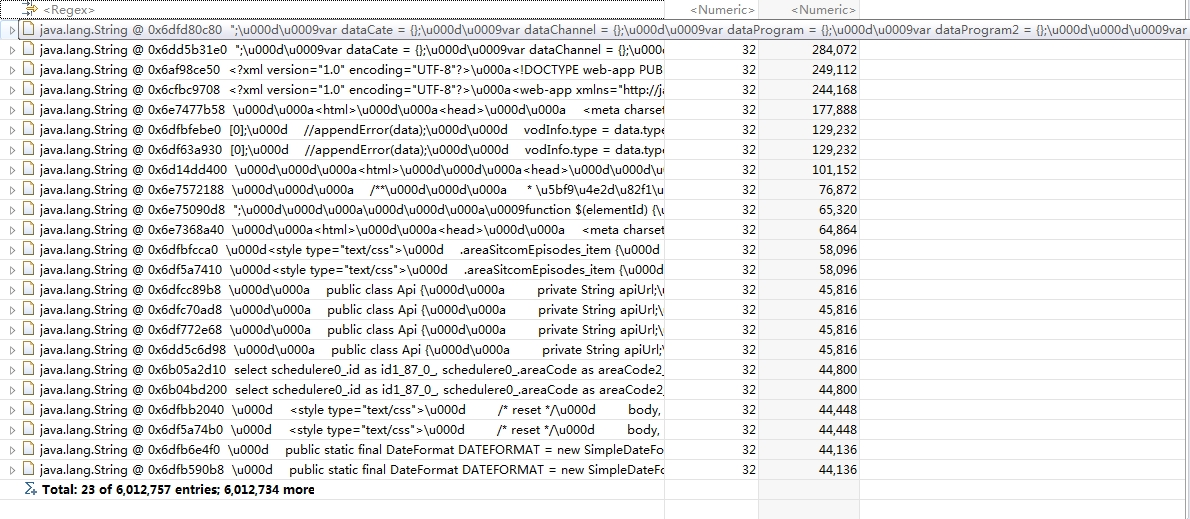 <Regex> <Numeric> <Numeric>
java.lang.String @ 0x6dfd80c80 ";\u000d\u0009var dataCate = {};\u000d\u0009var dataChannel = {};\u000d\u0009var dataProgram = {};\u000d\u0009var dataProgram2 = {};\u000d\u0009var
java.lang.String @ 0x6dd5b31e0 ";\u000d\u0009var dataCate = {};\u000d\u0009var dataChannel = {};\u000d 32 284,072
java.lang.String @ 0x6af98ce50 <?xml version="1.0" encoding="UTF-8"?>\u000a<!DOCTYPE web-app PUB 32 249,112
java.lang.String @ 0x6cfbc9708 <?xml version="1.0" encoding="UTF-8"?>\u000a<web-app xmlns="http://ja 32 244,168
java.lang.String @ 0x6e7477b58 \u000d\u000a<html>\u000d\u000a<head>\u000d\u000a <meta charset 32 177,888
java.lang.String @ 0x6dfbfebe0 [0];\u000d //appendError(data);\u000d\u000d vodInfo.type = data.type 32 129,232
java.lang.String @ 0x6df63a930 [0];\u000d //appendError(data);\u000d\u000d vodInfo.type = data.type 32 129,232
java.lang.String @ 0x6d14dd400 \u000d\u000d\u000a<html>\u000d\u000a<head>\u000d\u000d\u000a 32 101,152
java.lang.String @ 0x6e7572188 \u000d\u000d\u000a /**\u000d\u000d\u000a * \u5bf9\u4e2d\u82f1\u 32 76,872
java.lang.String @ 0x6e75090d8 ";\u000d\u000d\u000a\u000d\u000d\u000a\u0009function $(elementId) {\u 32 65,320
java.lang.String @ 0x6e7368a40 \u000d\u000a<html>\u000d\u000a<head>\u000d\u000a <meta charset 32 64,864
java.lang.String @ 0x6dfbfcca0 \u000d<style type="text/css">\u000d .areaSitcomEpisodes_item {\u000d 32 58,096
java.lang.String @ 0x6df5a7410 \u000d<style type="text/css">\u000d .areaSitcomEpisodes_item {\u000d 32 58,096
java.lang.String @ 0x6dfcc89b8 \u000d\u000a public class Api {\u000d\u000a private String apiUrl;\u 32 45,816
java.lang.String @ 0x6dfc70ad8 \u000d\u000a public class Api {\u000d\u000a private String apiUrl;\u 32 45,816
java.lang.String @ 0x6df772e68 \u000d\u000a public class Api {\u000d\u000a private String apiUrl;\u 32 45,816
java.lang.String @ 0x6dd5c6d98 \u000d\u000a public class Api {\u000d\u000a private String apiUrl;\u 32 45,816
java.lang.String @ 0x6b05a2d10 select schedulere0_.id as id1_87_0_, schedulere0_.areaCode as areaCode2_ 32 44,800
java.lang.String @ 0x6b04bd200 select schedulere0_.id as id1_87_0_, schedulere0_.areaCode as areaCode2_ 32 44,800
java.lang.String @ 0x6dfbb2040 \u000d <style type="text/css">\u000d /* reset */\u000d body, 32 44,448
java.lang.String @ 0x6df5a74b0 \u000d <style type="text/css">\u000d /* reset */\u000d body, 32 44,448
java.lang.String @ 0x6dfb6e4f0 \u000d public static final DateFormat DATEFORMAT = new SimpleDateFo 32 44,136
java.lang.String @ 0x6dfb590b8 \u000d public static final DateFormat DATEFORMAT = new SimpleDateFo 32 44,136
Total: 23 of 6,012,757 entries; 6,012,734 more